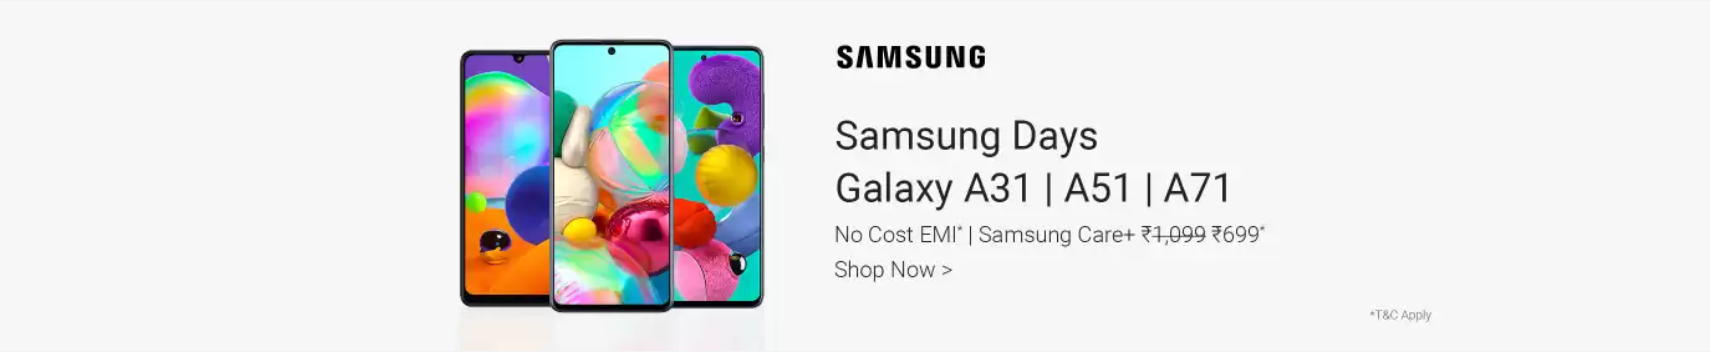 SAMSUNG
Samsung Days
Galaxy A31 | A51 | A71
No Cost EMI* | Samsung Care+ ₹1,099 ₹699*
Shop Now >
*T&C Apply